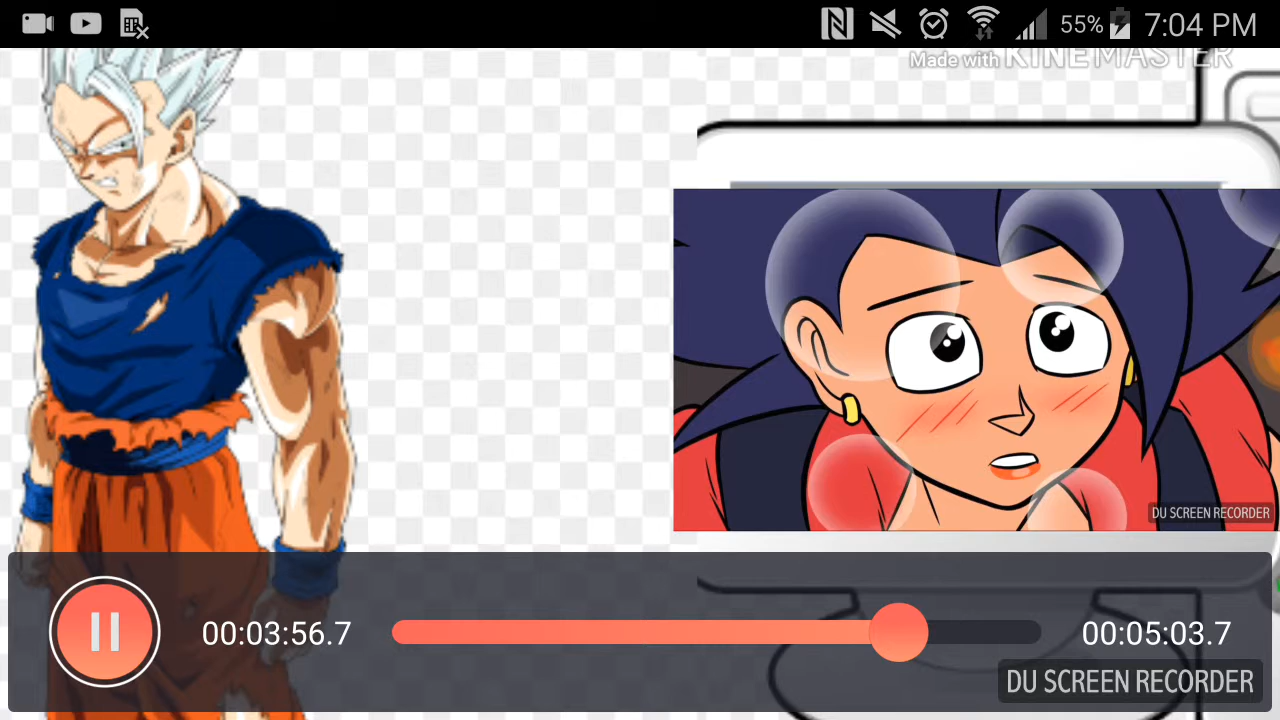 55% 7:04 PM
Made with KINEMASTER
DU SCREEN RECORDER
00:03:56.7
00:05:03.7
DU SCREEN RECORDER